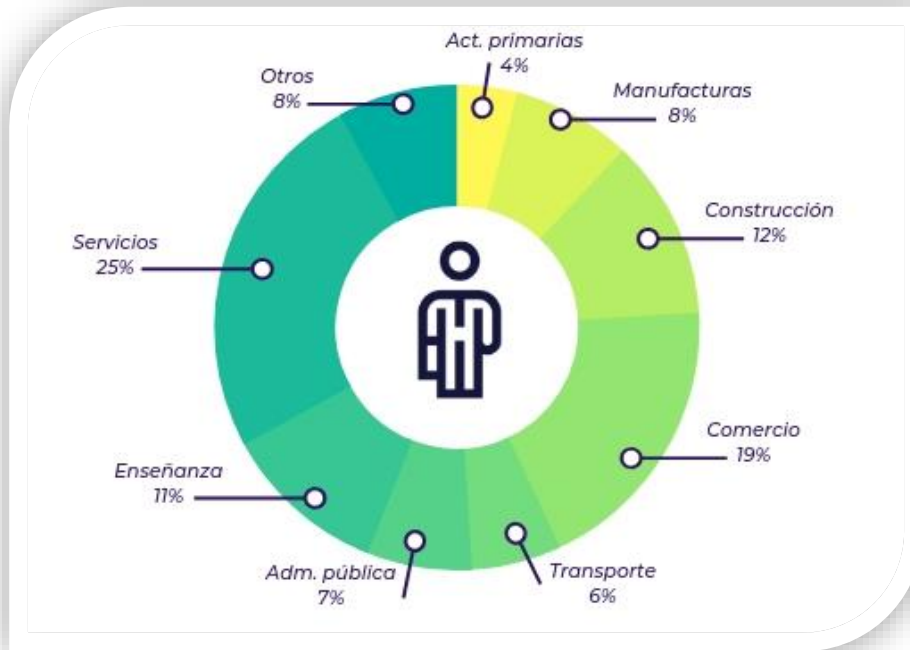 Act. primarias
4%
Manufacturas
8%
Construcción
12%
Comercio
19%
Transporte
6%
Adm. pública
7%
Enseñanza
11%
Servicios
25%
Otros
8%